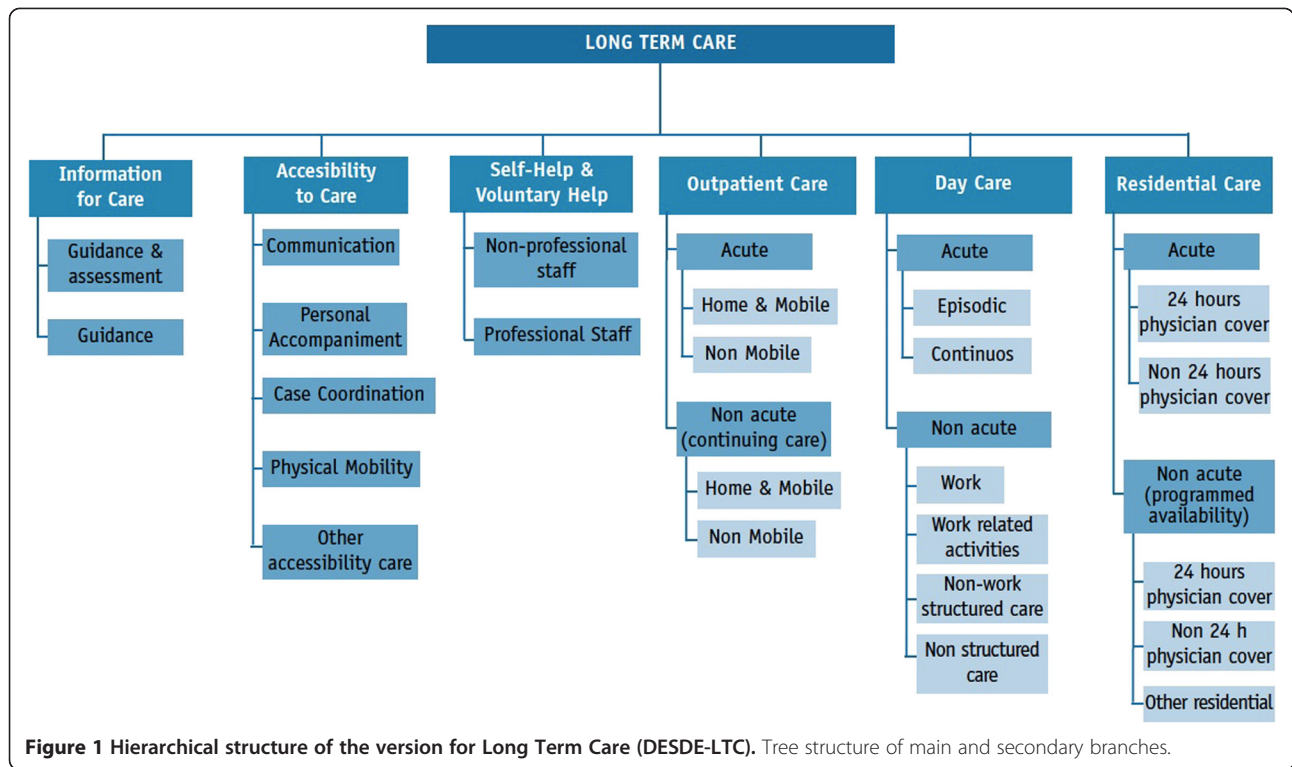 LONG TERM CARE
Information
for Care
Guidance &
assessment
Guidance
Accesibility
to Care
Communication
Personal
Accompaniment
Case Coordination
Physical Mobility
Other
accessibility care
Self-Help &
Voluntary Help
Non-professional
staff
Professional Staff
Outpatient Care
Acute
Home & Mobile
Non Mobile
Non acute
(continuing care)
Home & Mobile
Non Mobile
Day Care
Acute
Episodic
Continuos
Non acute
Work
Work related
activities
Non-work
structured care
Non structured
care
Residential Care
Acute
24 hours
physician cover
Non 24 hours
physician cover
Non acute
(programmed
availability)
24 hours
physician cover
Non 24 h
physician cover
Other residential
Figure 1 Hierarchical structure of the version for Long Term Care (DESDE-LTC). Tree structure of main and secondary branches.